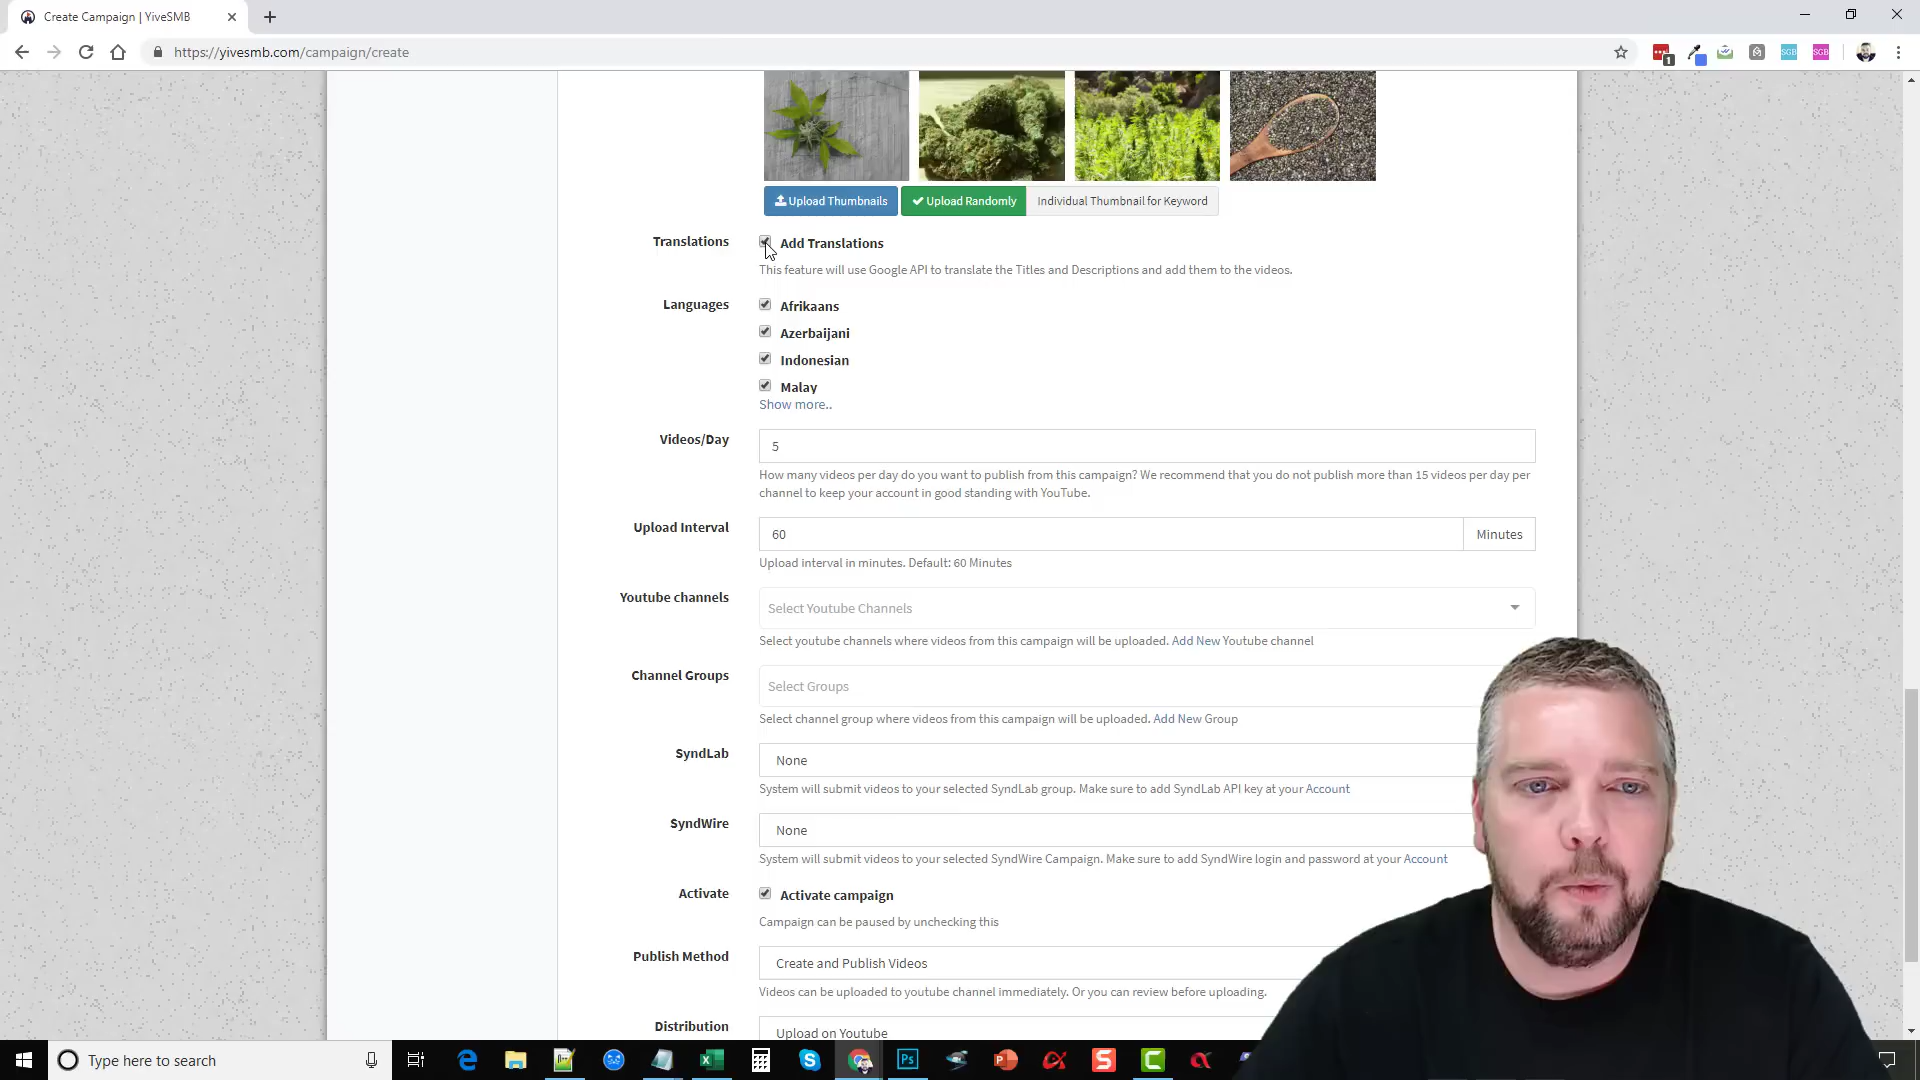 Create Campaign | YiveSMB
https://yivesmb.com/campaign/create
1
SGB
SGB
Upload Thumbnails
Upload Randomly
Individual Thumbnail for Keyword
Translations
Add Translations
This feature will use Google API to translate the Titles and Descriptions and add them to the videos.
Languages
Afrikaans
Azerbaijani
Indonesian
Malay
Show more..
Videos/Day
5
How many videos per day do you want to publish from this campaign? We recommend that you do not publish more than 15 videos per day per
channel to keep your account in good standing with YouTube.
Upload Interval
60
Minutes
Upload interval in minutes. Default: 60 Minutes
Youtube channels
Select Youtube Channels
Select youtube channels where videos from this campaign will be uploaded. Add New Youtube channel
Channel Groups
Select Groups
Select channel group where videos from this campaign will be uploaded. Add New Group
SyndLab
None
System will submit videos to your selected SyndLab group. Make sure to add SyndLab API key at your Account
SyndWire
None
System will submit videos to your selected SyndWire Campaign. Make sure to add SyndWire login and password at your Account
Activate
Activate campaign
Campaign can be paused by unchecking this
Publish Method
Create and Publish Videos
Videos can be uploaded to youtube channel immediately. Or you can review before uploading.
Distribution
Upload on Youtube
Type here to search
Ps